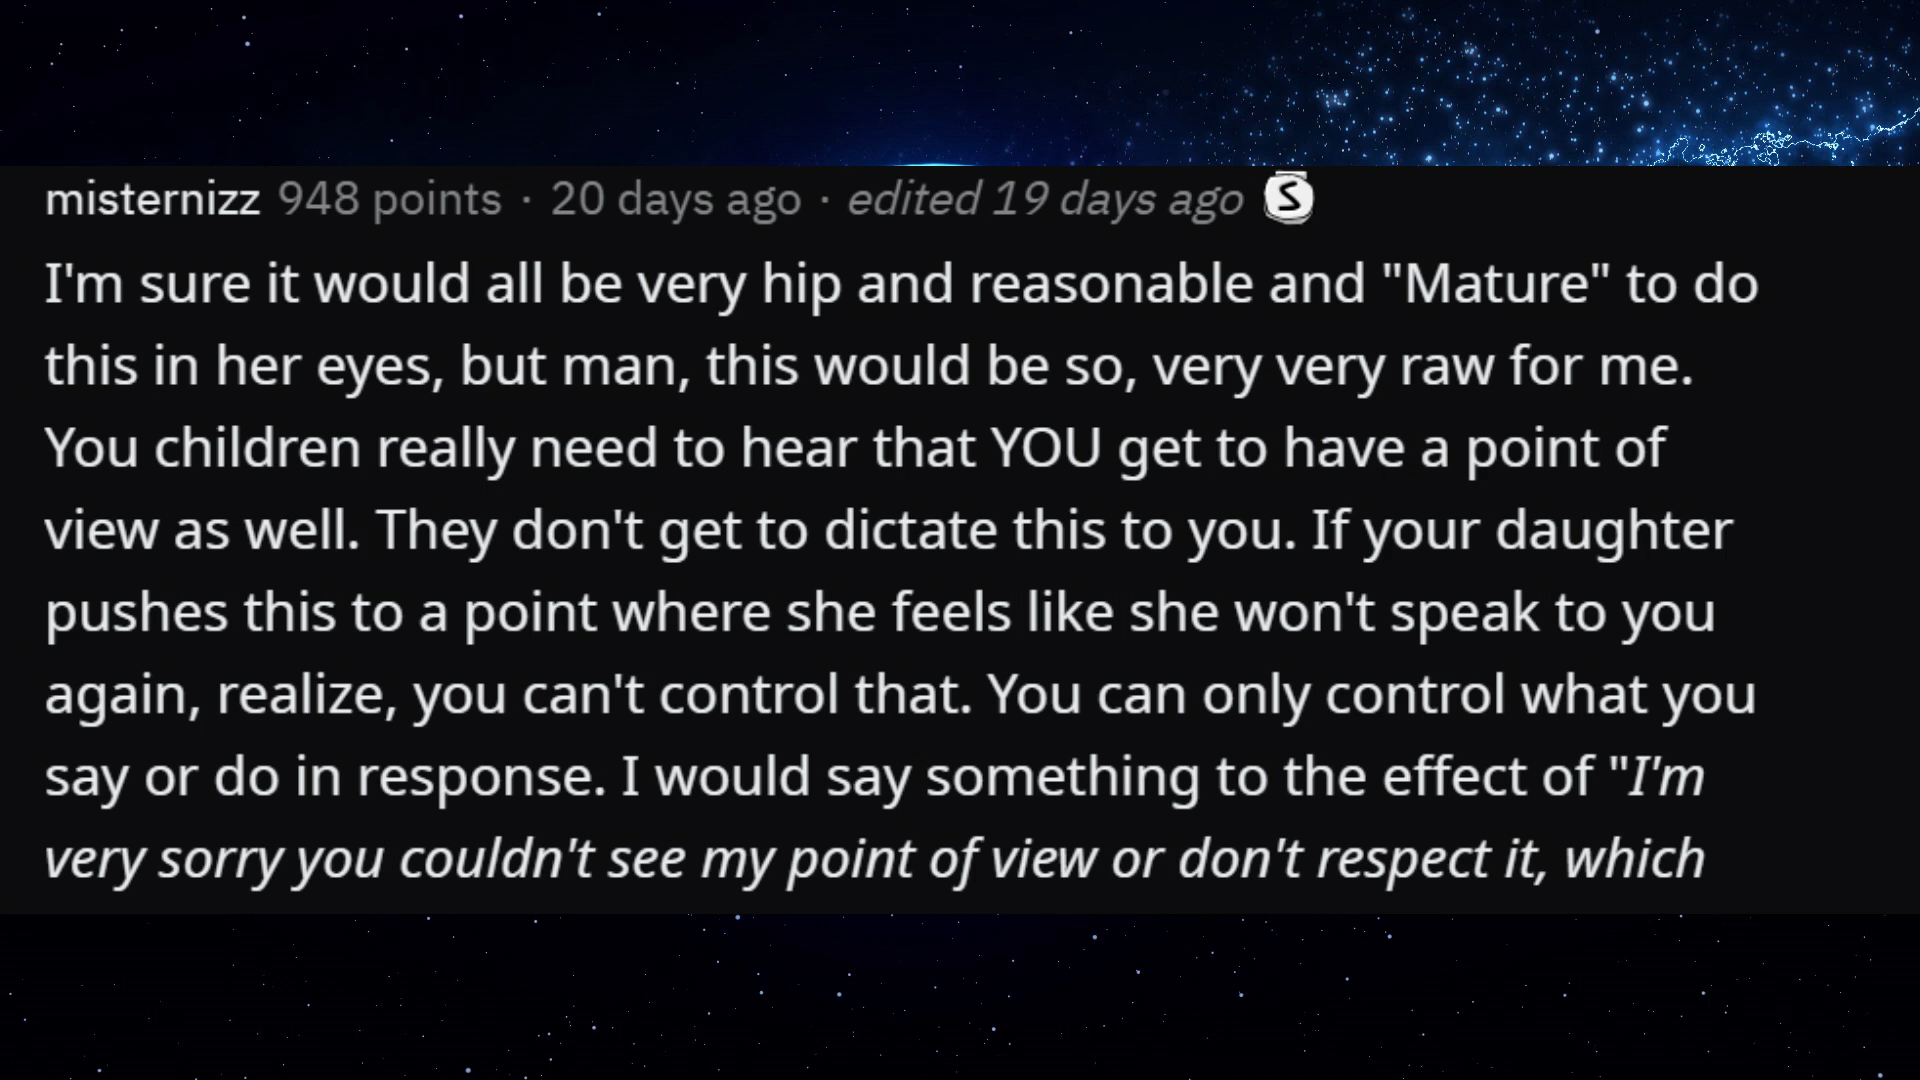 misternizz 948 points · 20 days ago · edited 19 days ago S
I'm sure it would all be very hip and reasonable and "Mature" to do
this in her eyes, but man, this would be so, very very raw for me.
You children really need to hear that YOU get to have a point of
view as well. They don't get to dictate this to you. If your daughter
pushes this to a point where she feels like she won't speak to you
again, realize, you can't control that. You can only control what you
say or do in response. I would say something to the effect of "I'm
very sorry you couldn't see my point of view or don't respect it, which